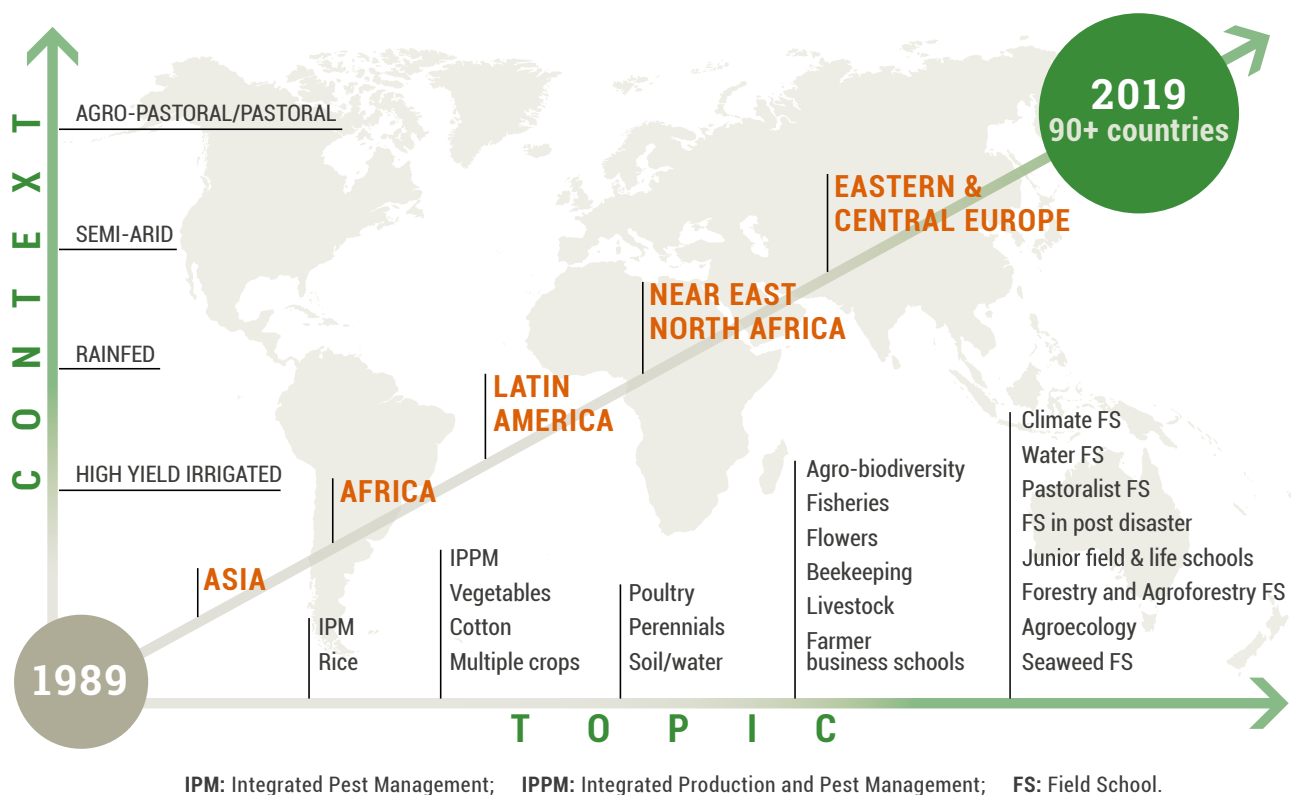 2019
90+ countries
CONTEXT
AGRO-PASTORAL/PASTORAL
SEMI-ARID
RAINFED
HIGH YIELD IRRIGATED
EASTERN &
CENTRAL EUROPE
NEAR EAST
NORTH AFRICA
LATIN
AMERICA
AFRICA
ASIA
1989
IPM
Rice
IPPM
Vegetables
Cotton
Multiple crops
Poultry
Perennials
Soil/water
Agro-biodiversity
Fisheries
Flowers
Beekeeping
Livestock
Farmer
business schools
Climate FS
Water FS
Pastoralist FS
FS in post disaster
Junior field & life schools
Forestry and Agroforestry FS
Agroecology
Seaweed FS
TOPIC
IPM: Integrated Pest Management; IPPM: Integrated Production and Pest Management; FS: Field School.